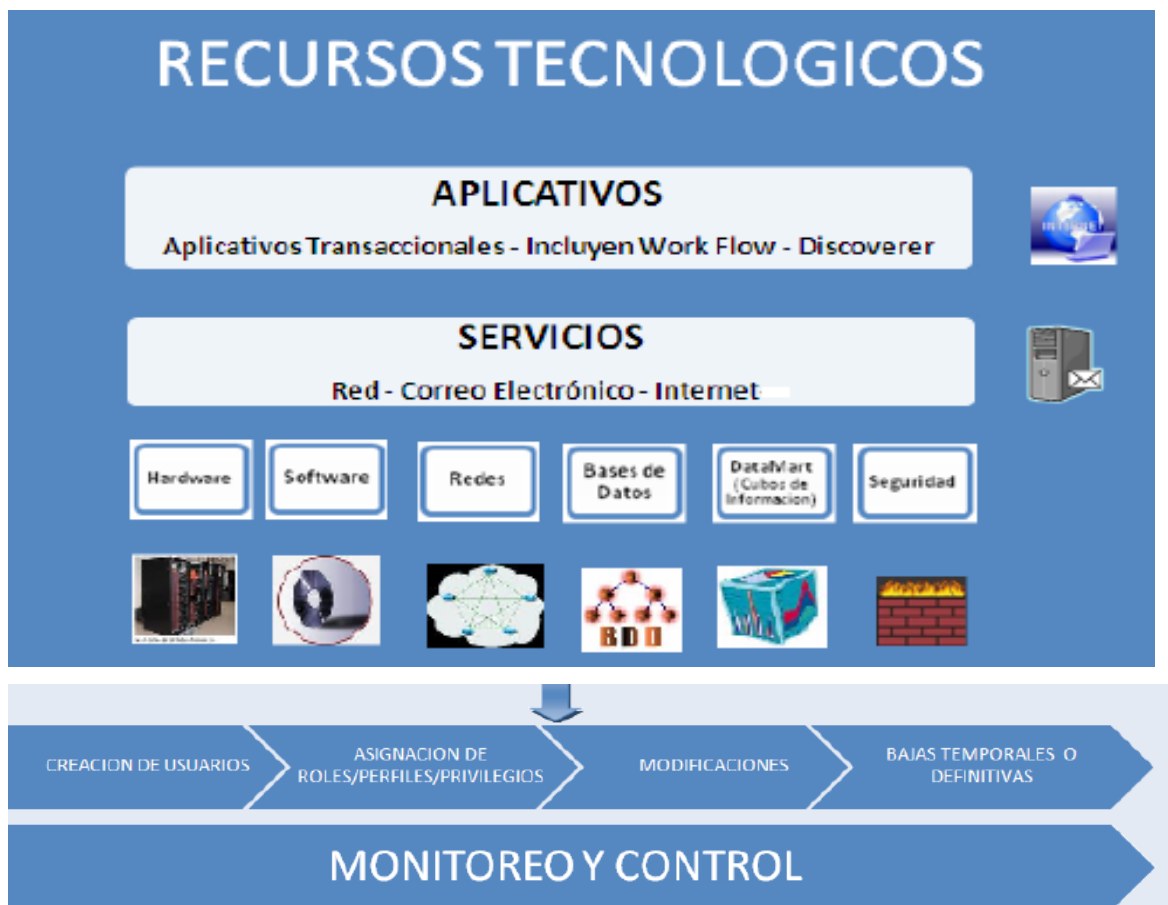 RECURSOS TECNOLOGICOS
APLICATIVOS
Aplicativos Transaccionales - Incluyen Work Flow - Discoverer
INTERNET
SERVICIOS
Red - Correo Electrónico - Internet
Hardware
Software
Redes
Bases de
Datos
DataMart
(Cubos de
Informacion)
Seguridad
CREACION DE USUARIOS
ASIGNACION DE
ROLES/PERFILES/PRIVILEGIOS
MODIFICACIONES
BAJAS TEMPORALES O
DEFINITIVAS
MONITOREO Y CONTROL